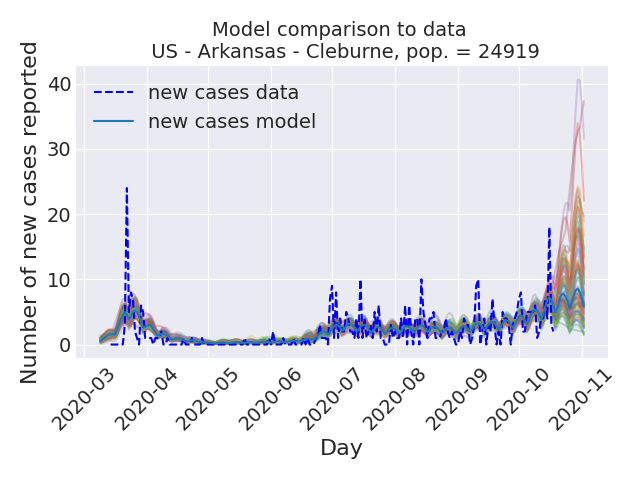 Model comparison to data
US - Arkansas - Cleburne, pop. = 24919
Number of new cases reported
40
30
20
10
0
new cases data
new cases model
2020-03
2020-04
2020-05
2020-06
2020-07
2020-08
2020-09
2020-10
2020-11
Day